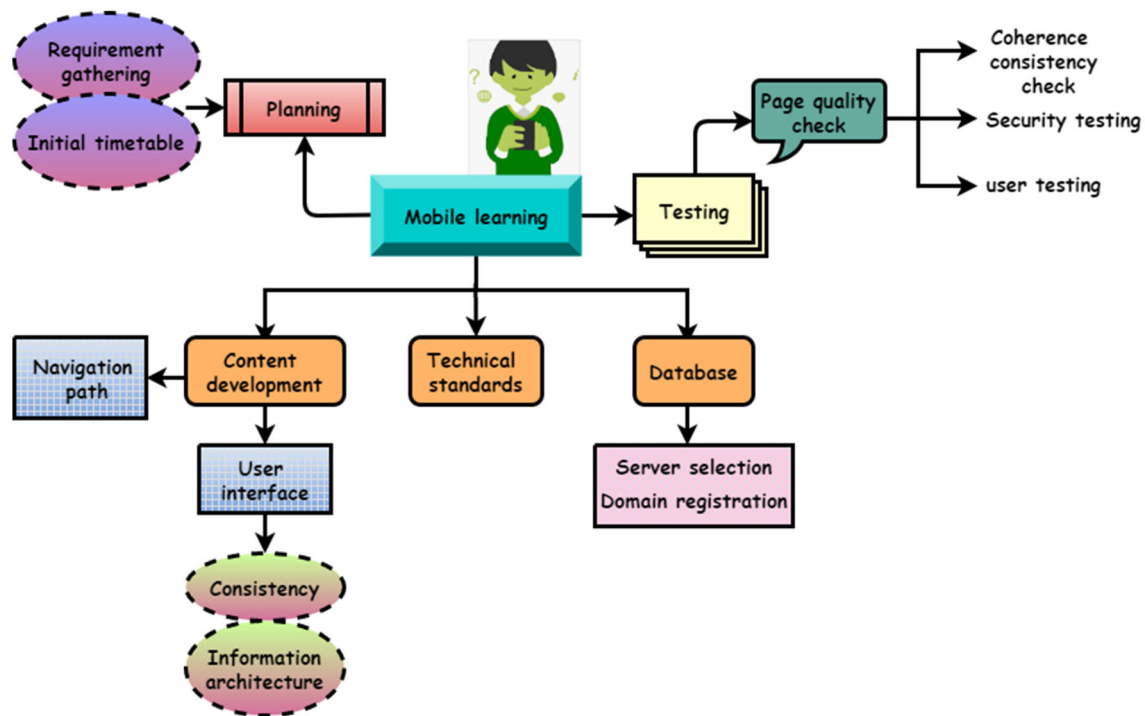 Requirement
gathering
Initial timetable
Planning
Mobile learning
Testing
Page quality
check
Coherence
consistency
check
Security testing
user testing
Navigation
path
Content
development
Technical
standards
Database
User
interface
Server selection
Domain registration
Consistency
Information
architecture